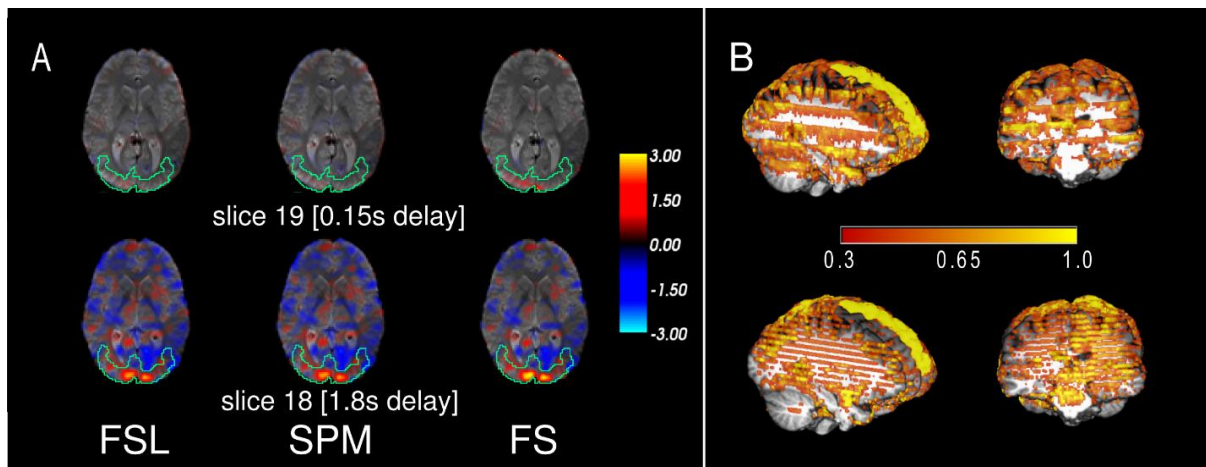 A
slice 19 [0.15s delay]
slice 18 [1.8s delay]
FSL SPM FS
3.00
1.50
0.00
-1.50
-3.00
B
0.3 0.65 1.0